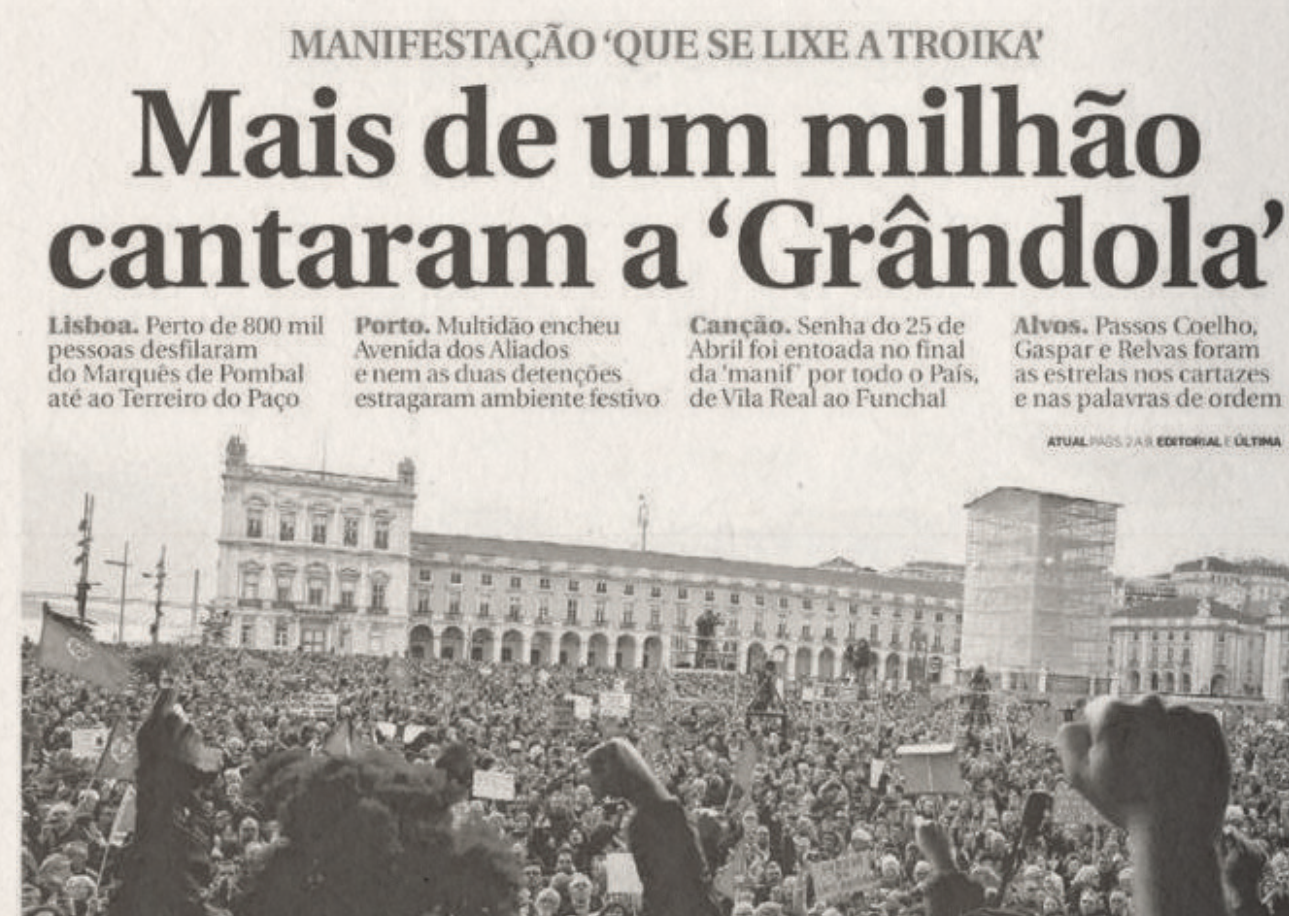 MANIFESTAÇÃO ‘QUE SE LIXE A TROIKA’
Mais de um milhão
cantaram a ‘Grândola’
Lisboa. Perto de 800 mil
pessoas desfilaram
do Marquês de Pombal
até ao Terreiro do Paço
Porto. Multidão encheu
Avenida dos Aliados
e nem as duas detenções
estragaram ambiente festivo
Canção. Senha do 25 de
Abril foi entoada no final
da 'manif' por todo o País,
de Vila Real ao Funchal
Alvos. Passos Coelho,
Gaspar e Relvas foram
as estrelas nos cartazes
e nas palavras de ordem
ATUAL PÁGS. 2 A 9, EDITORIAL E ÚLTIMA